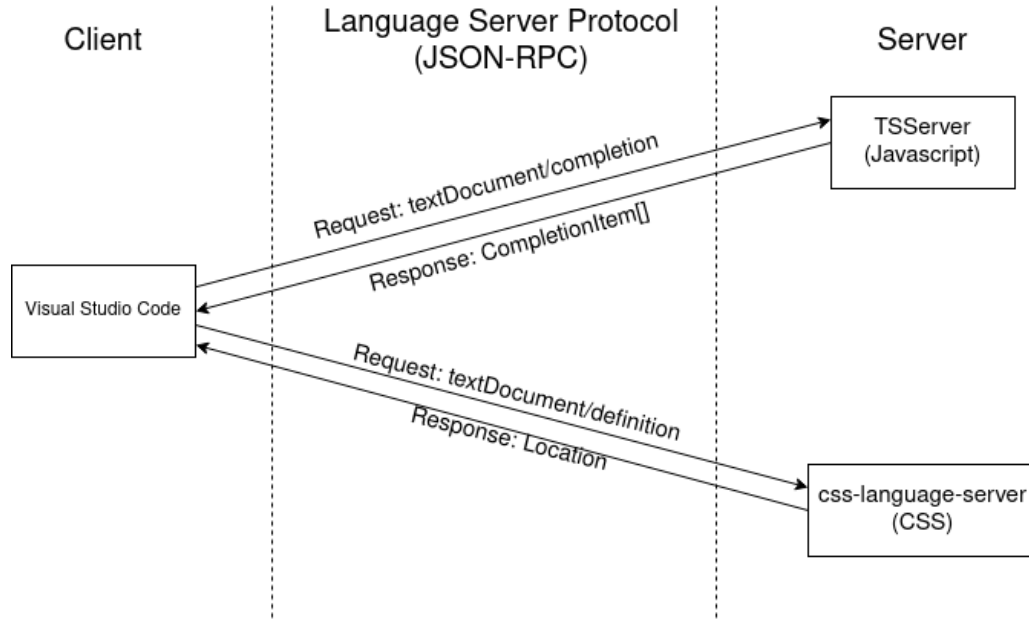 Client
Language Server Protocol
(JSON-RPC)
Server
TSServer
(Javascript)
Request: textDocument/completion
Response: CompletionItem[]
Visual Studio Code
Request: textDocument/definition
Response: Location
css-language-server
(CSS)